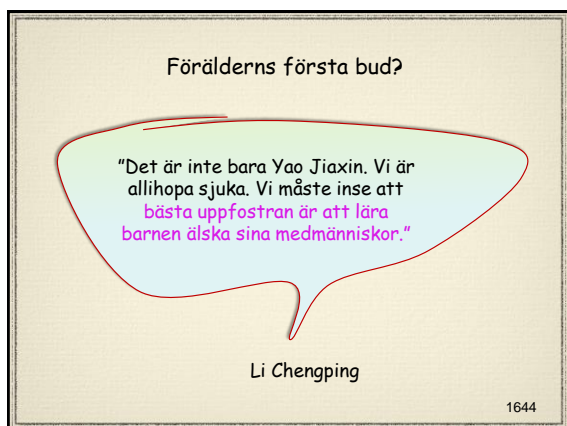 Förälderns första bud?
”Det är inte bara Yao Jiaxin. Vi är
allihopa sjuka. Vi måste inse att
bästa uppfostran är att lära
barnen älska sina medmänniskor.”
Li Chengping
1644